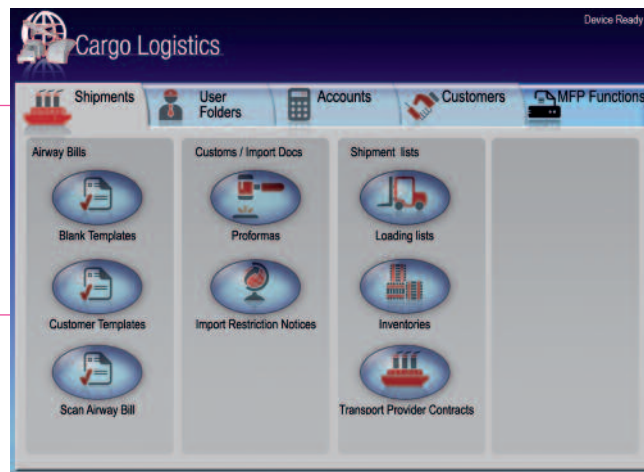 Device Ready
Cargo Logistics
Shipments
User
Folders
Accounts
Customers
MFP Functions
Airway Bills
Customs / Import Docs
Shipment lists
Blank Templates
Proformas
Loading lists
Customer Templates
Import Restriction Notices
Inventories
Scan Airway Bill
Transport Provider Contracts